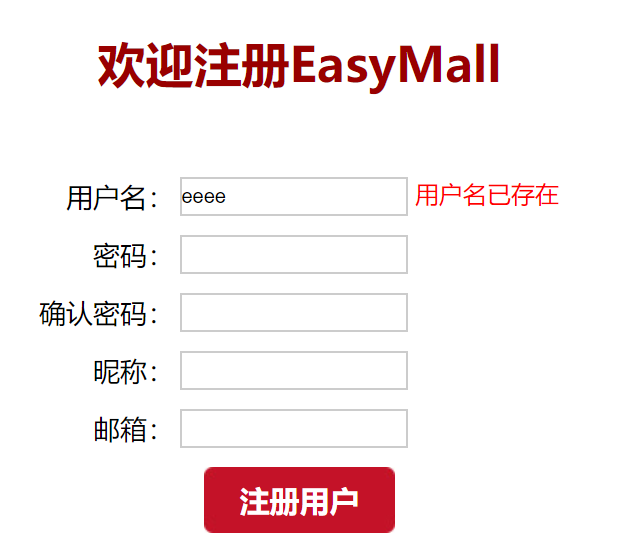 欢迎注册EasyMall
用户名： eeee 用户名已存在
密码：
确认密码：
昵称：
邮箱：
注册用户